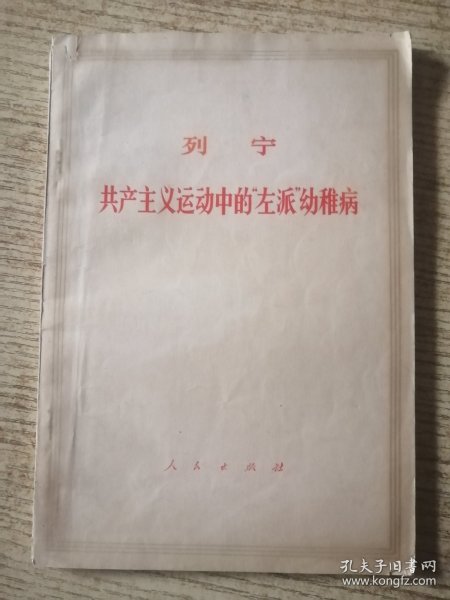 列 宁
共产主义运动中的“左派”幼稚病
人民出版社
孔夫子旧书网
www.kongfz.com